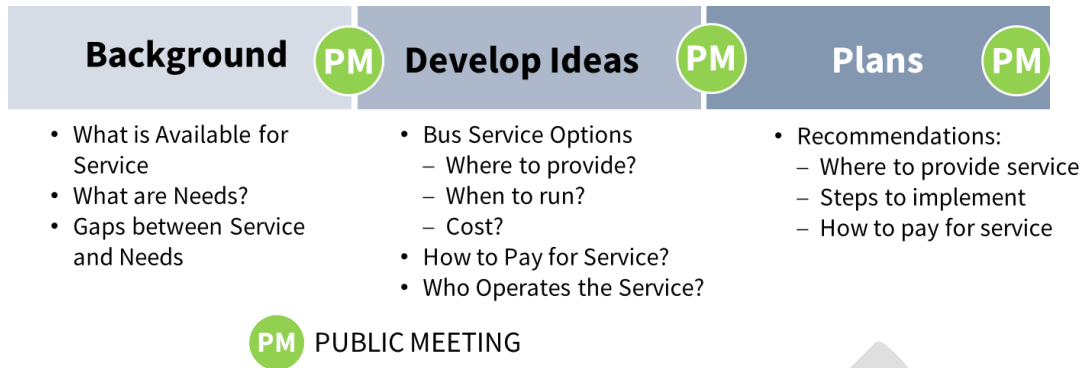 Background PM Develop Ideas PM Plans PM
• What is Available for
Service
• What are Needs?
• Gaps between Service
and Needs
• Bus Service Options
– Where to provide?
– When to run?
– Cost?
• How to Pay for Service?
• Who Operates the Service?
• Recommendations:
– Where to provide service
– Steps to implement
– How to pay for service
PM PUBLIC MEETING